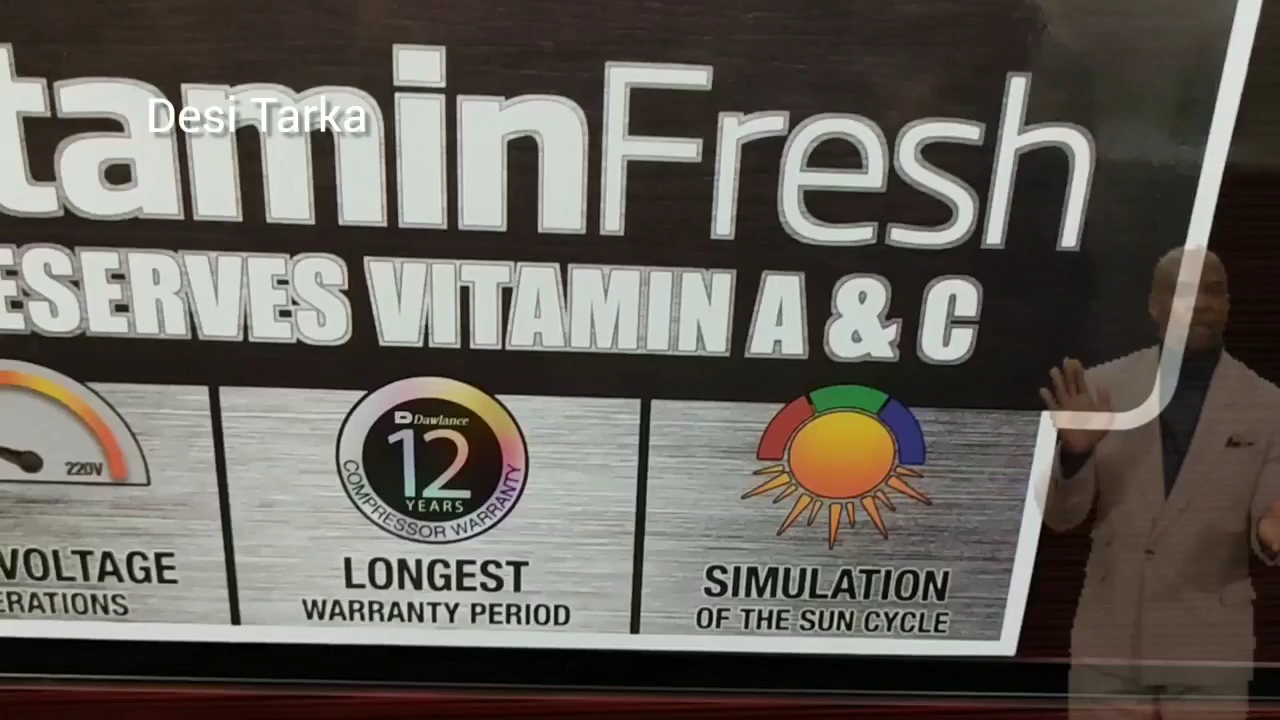 taminFresh
Desi Tarka
ESERVES VITAMIN A & C
220V
Dawlance
12
YEARS
COMPRESSOR WARRANTY
VOLTAGE
ERATIONS
LONGEST
WARRANTY PERIOD
SIMULATION
OF THE SUN CYCLE